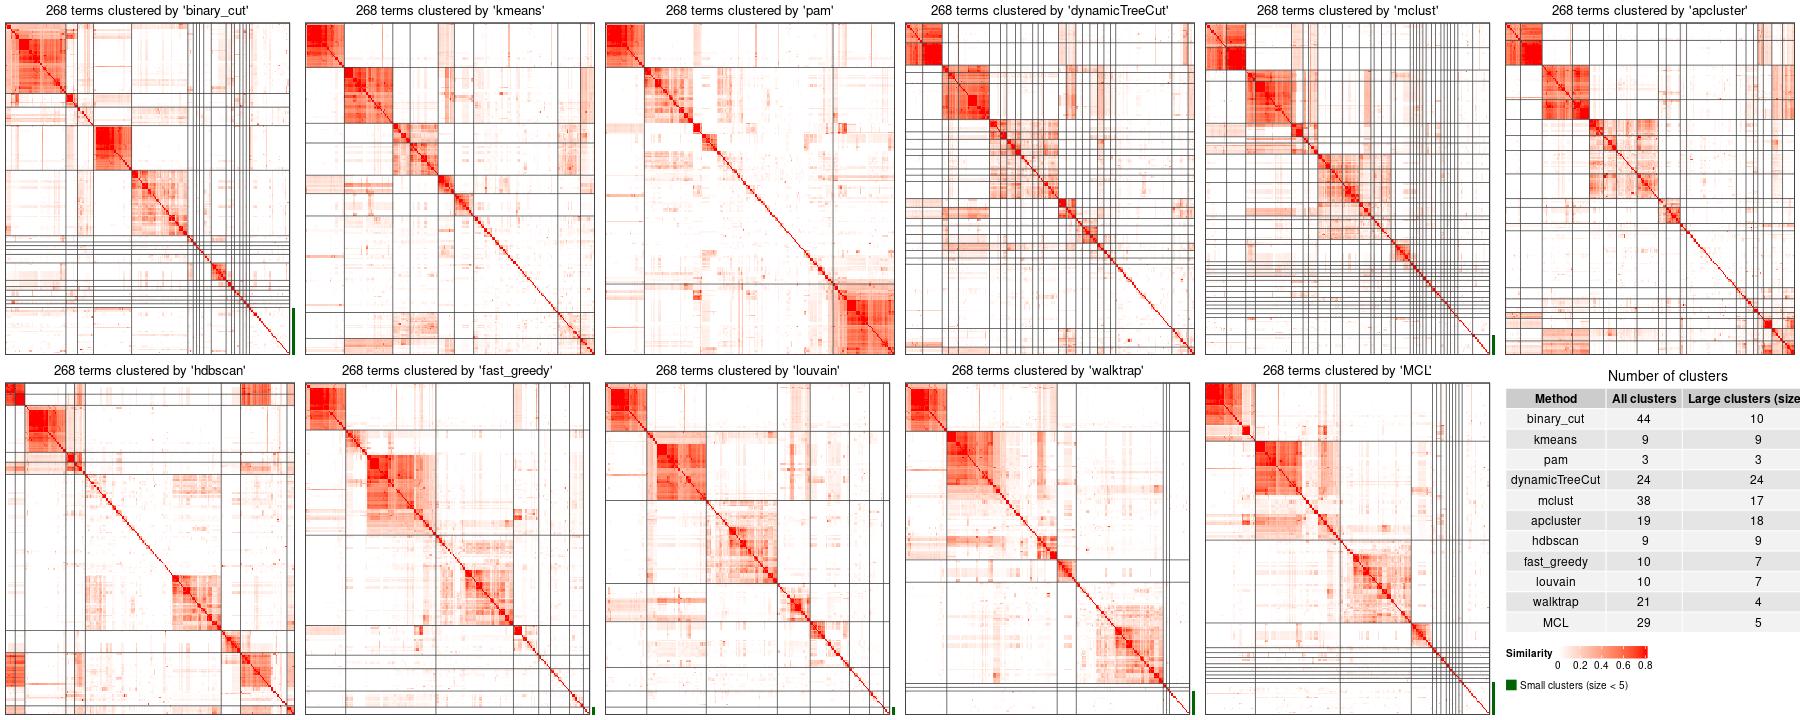 268 terms clustered by 'binary_cut'
268 terms clustered by 'kmeans'
268 terms clustered by 'pam'
268 terms clustered by 'dynamicTreeCut'
268 terms clustered by 'mclust'
268 terms clustered by 'apcluster'
268 terms clustered by 'hdbscan'
268 terms clustered by 'fast_greedy'
268 terms clustered by 'louvain'
268 terms clustered by 'walktrap'
268 terms clustered by 'MCL'
Number of clusters
Method All clusters Large clusters (size
binary_cut 44 10
kmeans 9 9
pam 3 3
dynamicTreeCut 24 24
mclust 38 17
apcluster 19 18
hdbscan 9 9
fast_greedy 10 7
louvain 10 7
walktrap 21 4
MCL 29 5
Similarity
0 0.2 0.4 0.6 0.8
Small clusters (size < 5)